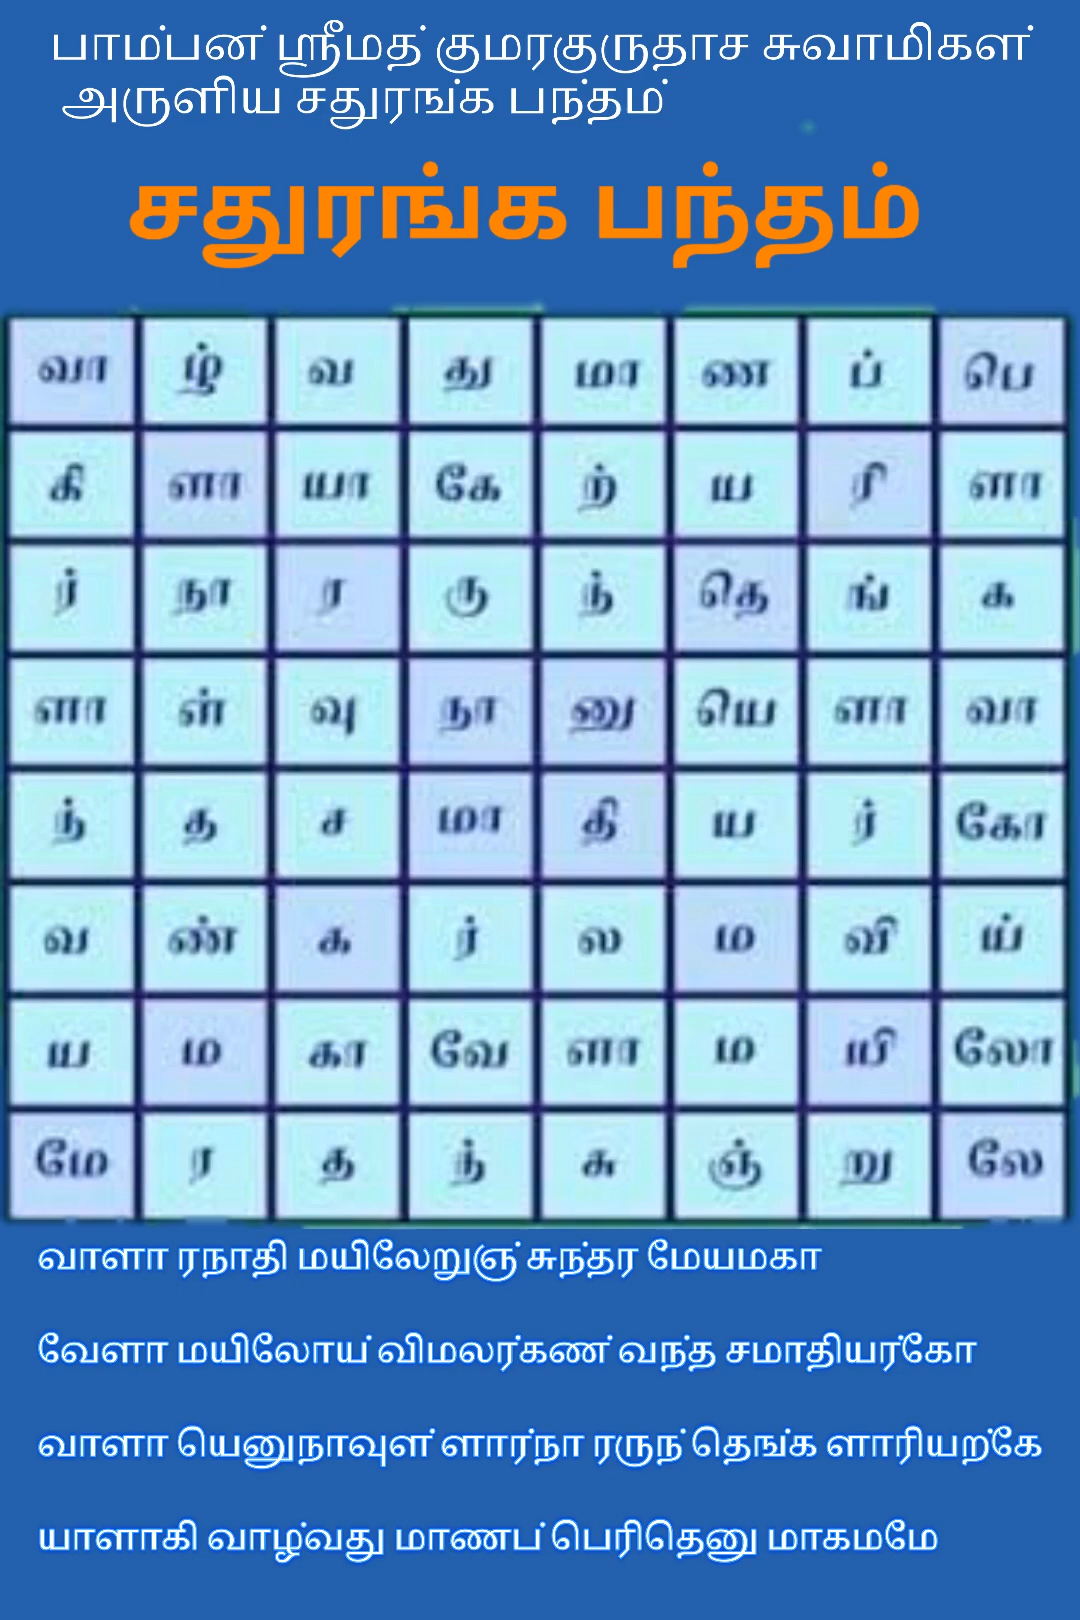 பாம்பன் ஸ்ரீமத் குமரகுருதாச சுவாமிகள்
அருளிய சதுரங்க பந்தம்
சதுரங்க பந்தம்
வா ழ் வ து மா ண ப் பெ
கி ளா யா கே ற் ய ரி ளா
ர் நா ர ரு ந் தெ ங் க
ளா ள் வு நா னு யெ ளா வா
ந் த ச மா தி ய ர் கோ
வ ண் க ர் ல ம வி ய்
ய ம கா வே ளா ம யி லோ
மே ர த ந் சு ஞ் று லே
வாளா ரநாதி மயிலேறுஞ் சுந்தர மேயமகா
வேளா மயிலோய் விமலர்கண் வந்த சமாதியர்கோ
வாளா யெனுநாவுள் ளார்நா ரருந் தெங்க ளாரியற்கே
யாளாகி வாழ்வது மாணப் பெரிதெனு மாகமமே